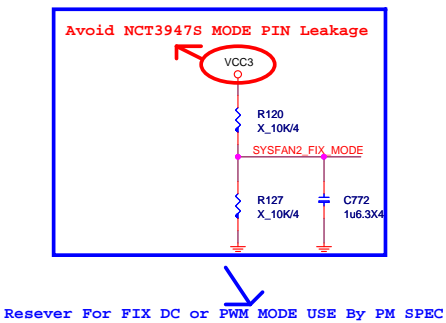 Avoid NCT3947S MODE PIN Leakage
VCC3
R120
X_10K/4
SYSFAN2_FIX_MODE
R127
X_10K/4
C772
1u6.3X4
Resever For FIX DC or PWM MODE USE By PM SPEC